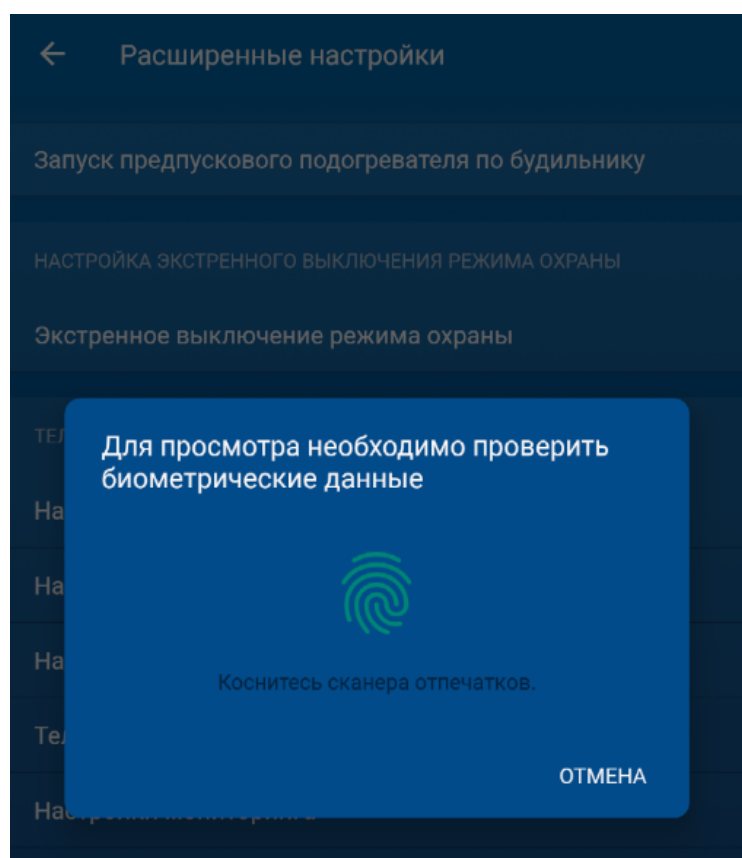 Расширенные настройки
Запуск предпускового подогревателя по будильнику
НАСТРОЙКА ЭКСТРЕННОГО ВЫКЛЮЧЕНИЯ РЕЖИМА ОХРАНЫ
Экстренное выключение режима охраны
Для просмотра необходимо проверить
биометрические данные
Коснитесь сканера отпечатков.
ОТМЕНА